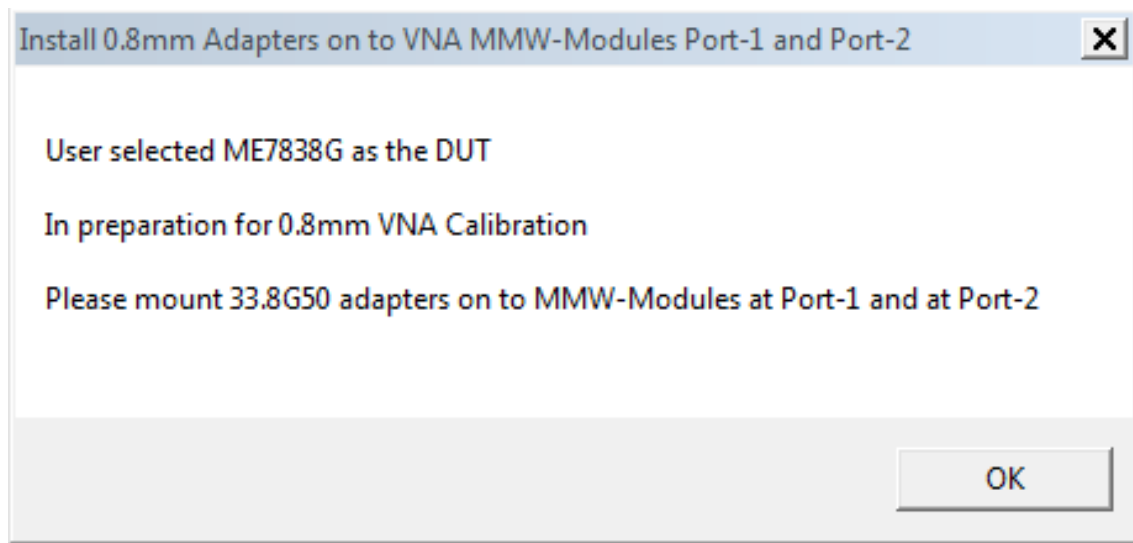 Install 0.8mm Adapters on to VNA MMW-Modules Port-1 and Port-2
User selected ME7838G as the DUT
In preparation for 0.8mm VNA Calibration
Please mount 33.8G50 adapters on to MMW-Modules at Port-1 and at Port-2
OK